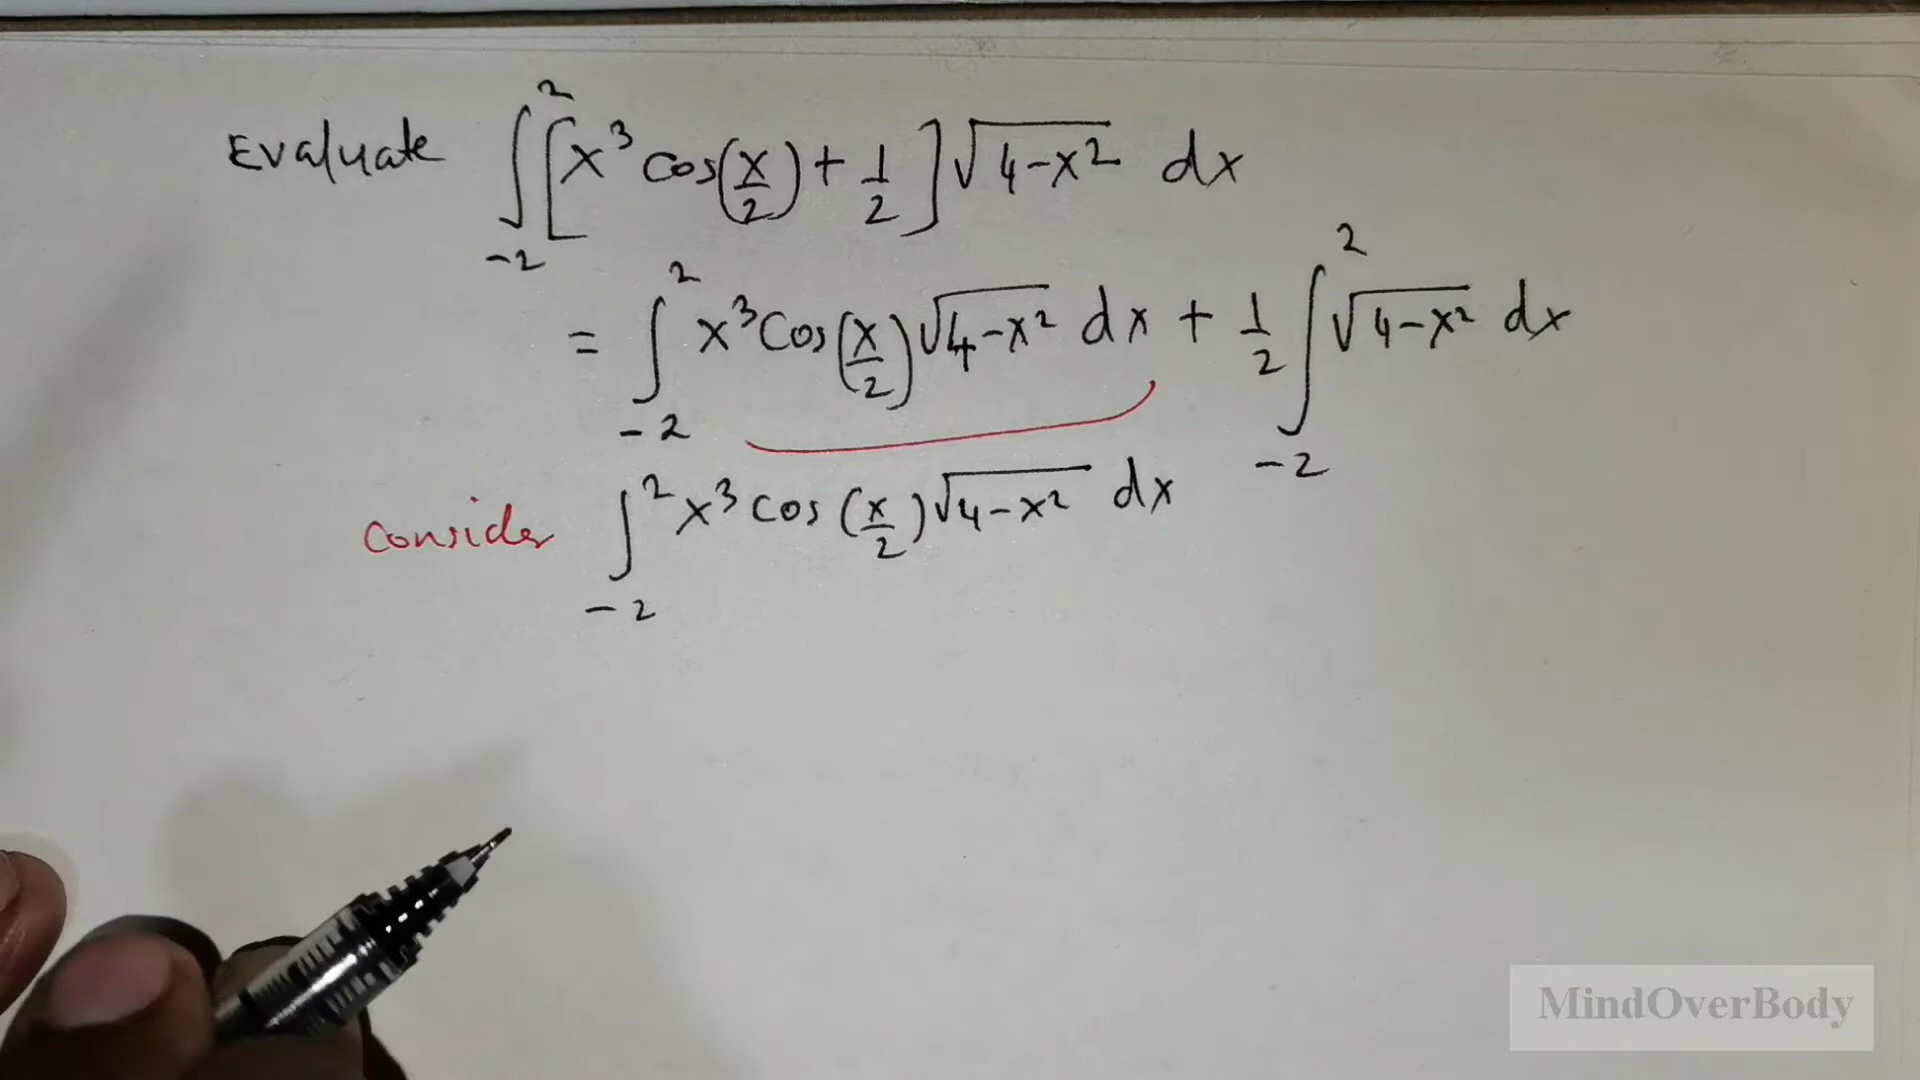 Evaluate ∫_{-2}^{2} [x³ cos(x/2) + 1/2] √(4-x²) dx
= ∫_{-2}^{2} x³ Cos(x/2) √(4-x²) dx + 1/2 ∫_{-2}^{2} √(4-x²) dx
Consider ∫_{-2}^{2} x³ cos(x/2) √(4-x²) dx
MindOverBody